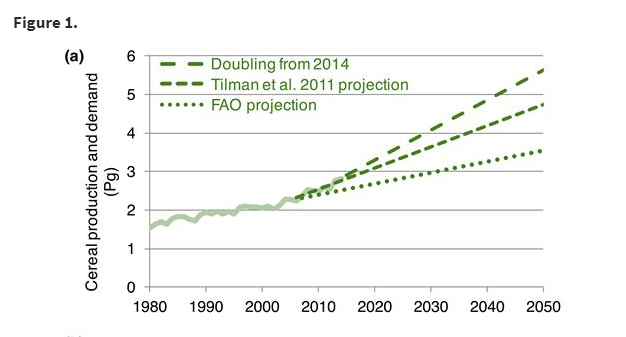 Figure 1.
(a)
Cereal production and demand
(Pg)
6
5
4
3
2
1
0
Doubling from 2014
Tilman et al. 2011 projection
FAO projection
1980 1990 2000 2010 2020 2030 2040 2050